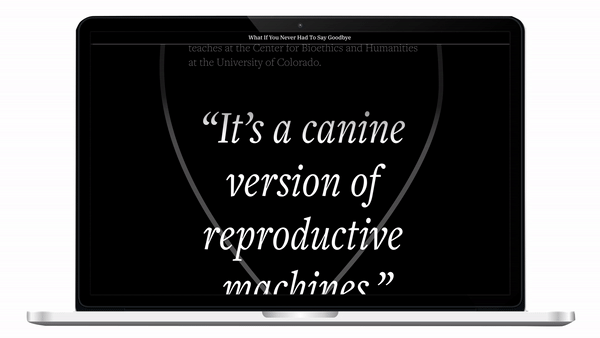 What If You Never Had To Say Goodbye
teaches at the Center for Bioethics and Humanities
at the University of Colorado.
“It’s a canine
version of
reproductive
machines.”